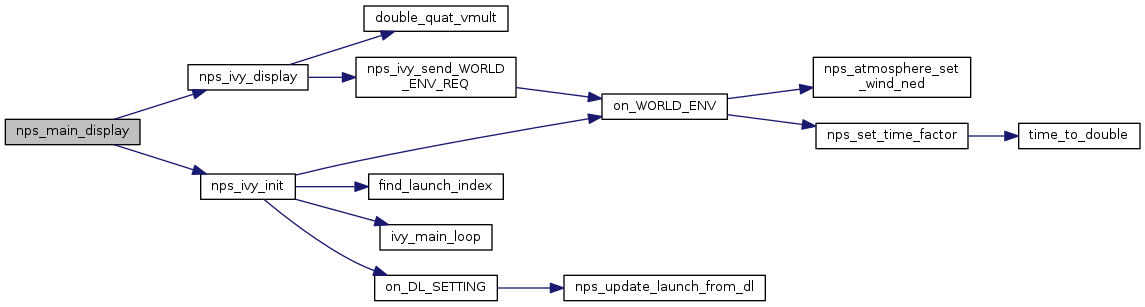 double_quat_vmult
nps_ivy_display
nps_ivy_send_WORLD
_ENV_REQ
nps_atmosphere_set
_wind_ned
on_WORLD_ENV
nps_main_display
nps_set_time_factor
time_to_double
nps_ivy_init
find_launch_index
ivy_main_loop
on_DL_SETTING
nps_update_launch_from_dl